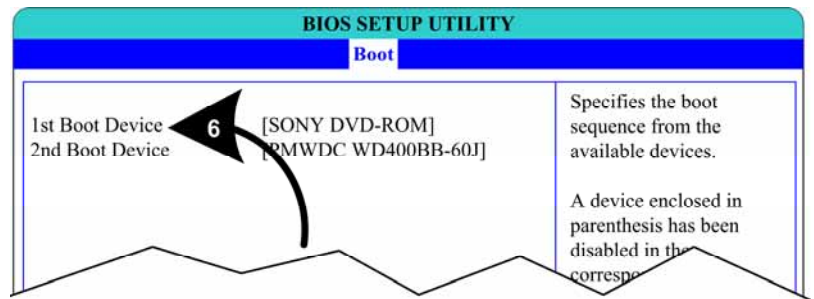 BIOS SETUP UTILITY
Boot
1st Boot Device
6
[SONY DVD-ROM]
2nd Boot Device
[PMWDC WD400BB-60J]
Specifies the boot
sequence from the
available devices.
A device enclosed in
parenthesis has been
disabled in the